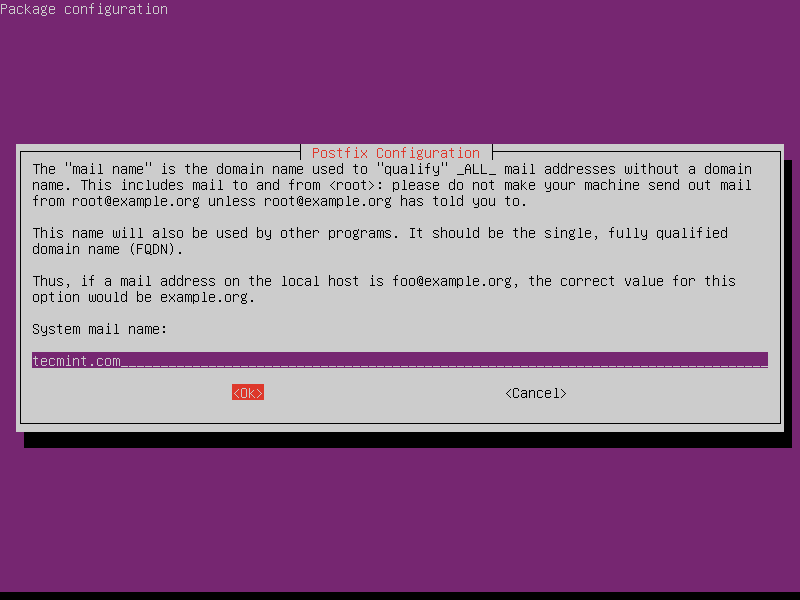 Package configuration
Postfix Configuration
The "mail name" is the domain name used to "qualify" _ALL_ mail addresses without a domain
name. This includes mail to and from <root>: please do not make your machine send out mail
from root@example.org unless root@example.org has told you to.
This name will also be used by other programs. It should be the single, fully qualified
domain name (FQDN).
Thus, if a mail address on the local host is foo@example.org, the correct value for this
option would be example.org.
System mail name:
tecmint.com
<Ok> <Cancel>